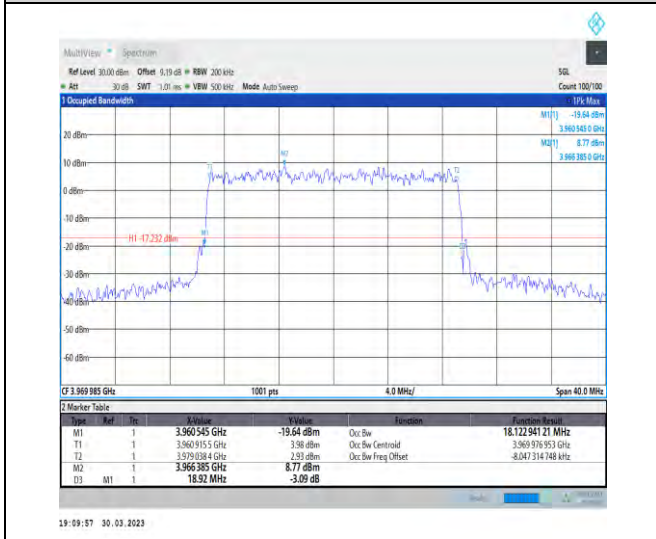 MultiView Spectrum
Ref Level 30.00 dBm Offset 9.19 dB RBW 200 kHz SGL
Att 30 dB SWT 1.01 ms VBW 500 kHz Mode Auto Sweep Count 100/100
1 Occupied Bandwidth 1Pk Max
M1[1] -19.64 dBm
3.960 545 0 GHz
M2[1] 8.77 dBm
3.966 385 0 GHz
20 dBm
10 dBm
0 dBm
-10 dBm
-20 dBm
-30 dBm
-40 dBm
-50 dBm
-60 dBm
T1
M2
T2
M1
H1 -17.232 dBm
CF 3.969 985 GHz 1001 pts 4.0 MHz/ Span 40.0 MHz
2 Marker Table
Type Ref Trc X-Value Y-Value Function Function Result
M1 1 3.960 545 GHz -19.64 dBm Occ Bw 18.122 941 21 MHz
T1 1 3.960 915 5 GHz 3.98 dBm Occ Bw Centroid 3.969 976 953 GHz
T2 1 3.979 038 4 GHz 2.93 dBm Occ Bw Freq Offset -8.047 314 748 kHz
M2 1 3.966 385 GHz 8.77 dBm
D3 M1 1 18.92 MHz -3.09 dB
19:09:57 30.03.2023